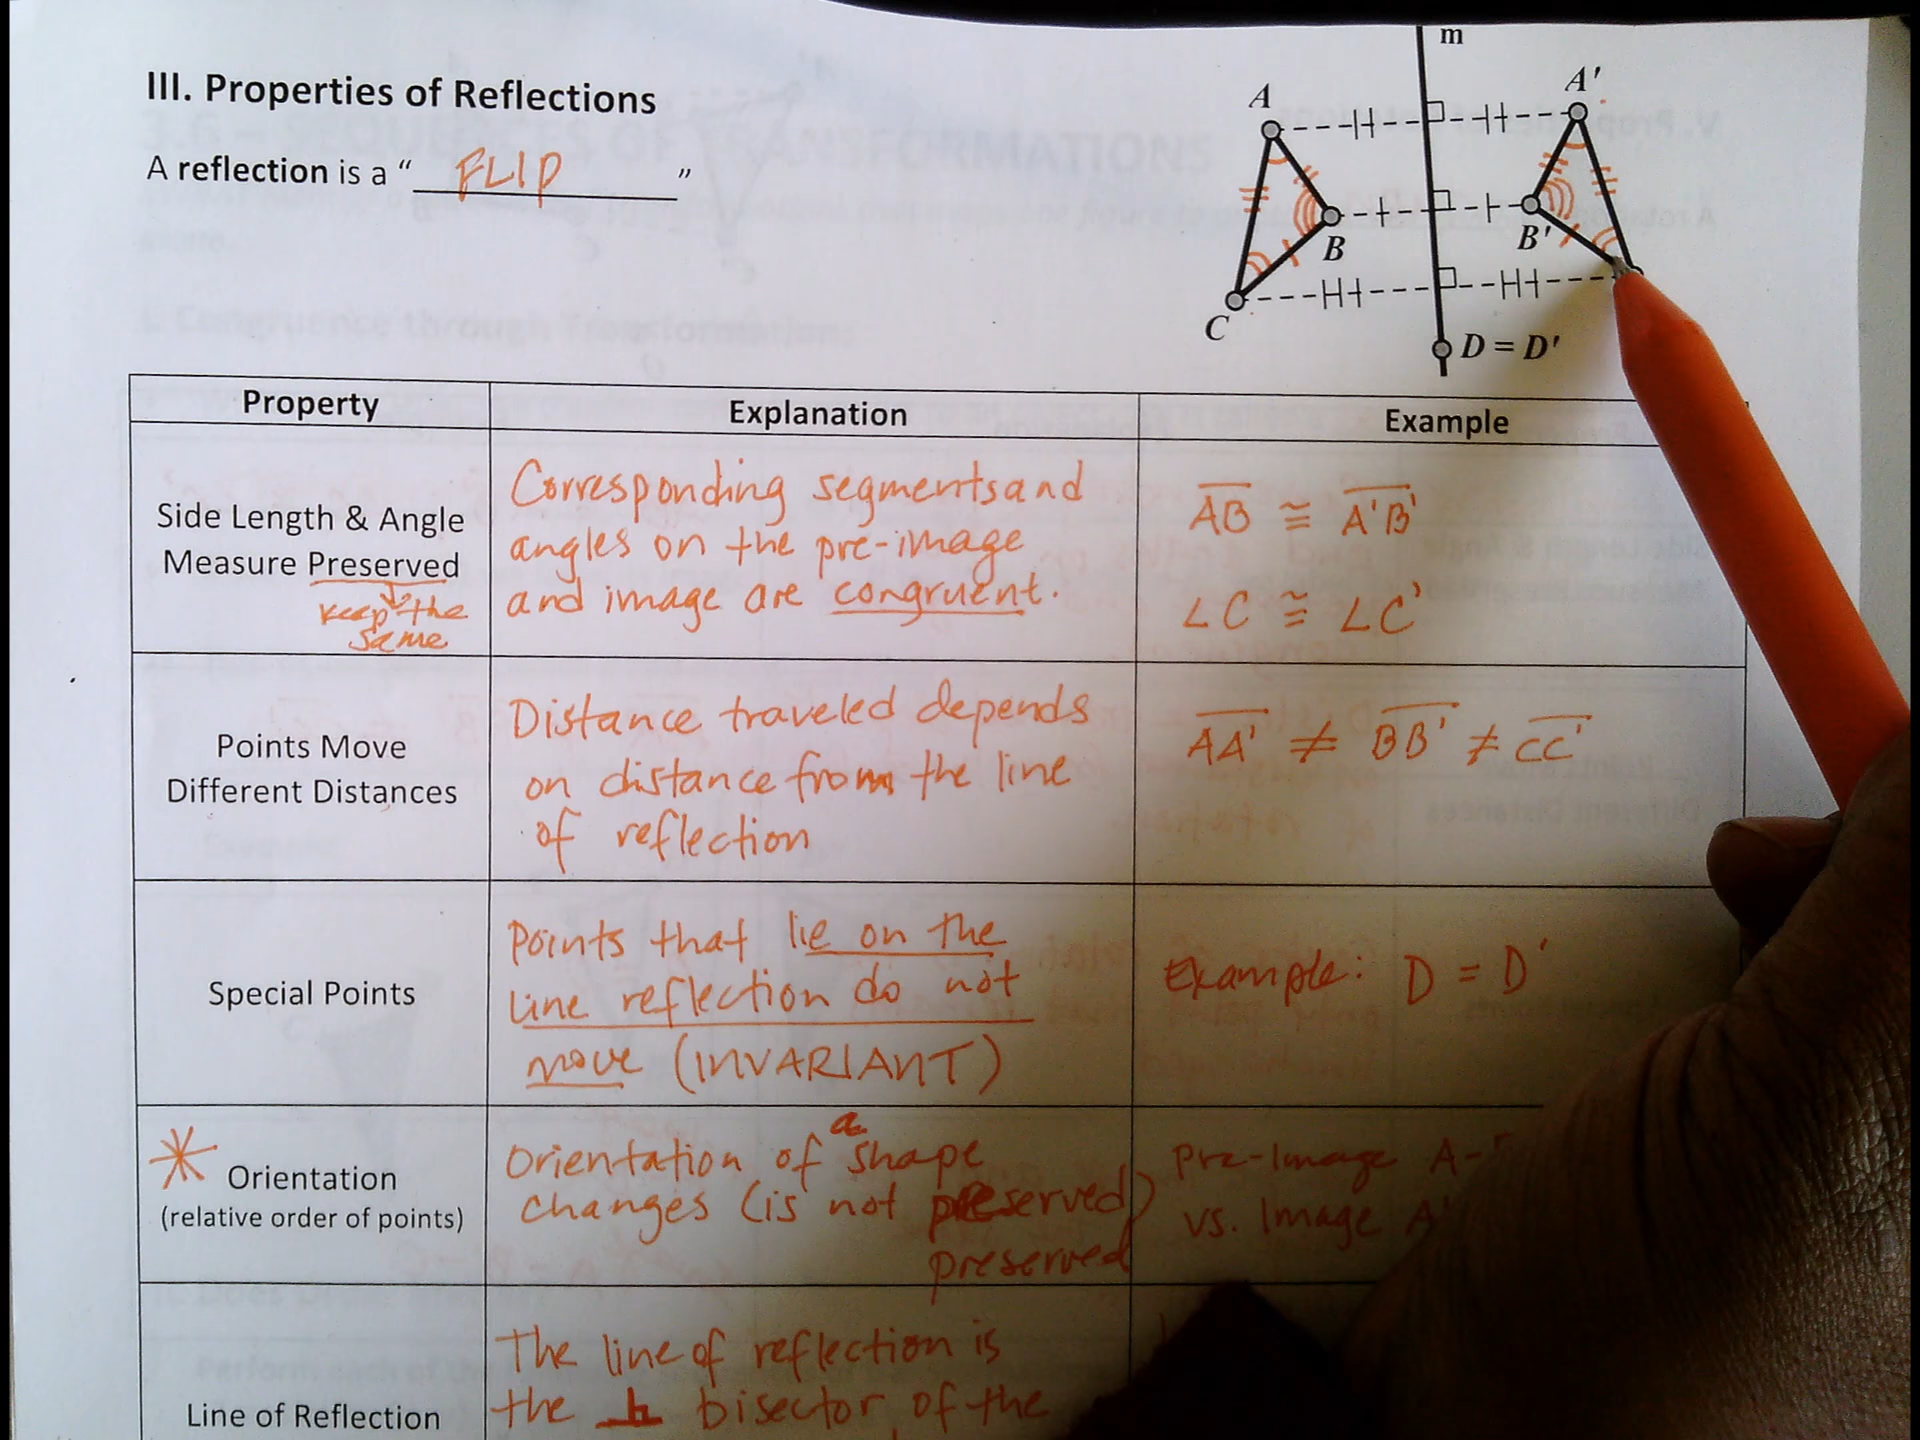 III. Properties of Reflections
A reflection is a “ FLIP ”
m
A
A'
B
B'
C
D = D'
Property
Explanation
Example
Side Length & Angle
Measure Preserved
keep the
same
Corresponding segments and
angles on the pre-image
and image are congruent.
AB ≅ A'B'
∠C ≅ ∠C'
Points Move
Different Distances
Distance traveled depends
on distance from the line
of reflection
AA' ≠ BB' ≠ CC'
Special Points
Points that lie on the
line reflection do not
move (INVARIANT)
Example: D = D'
Orientation
(relative order of points)
Orientation of a shape
changes (is not preserved)
preserved
Pre-Image A-
vs. Image A'
Line of Reflection
The line of reflection is
the ⊥ bisector of the